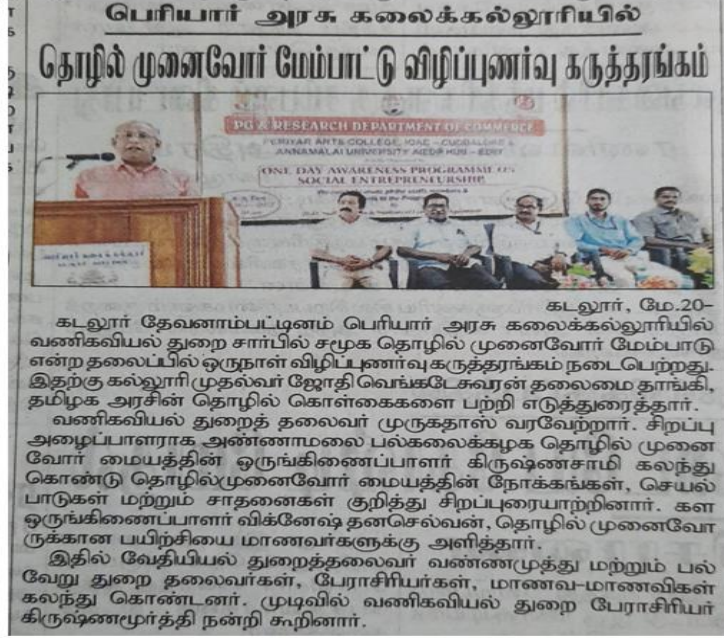 பெரியார் அரசு கலைக்கல்லூரியில்
தொழில் முனைவோர் மேம்பாட்டு விழிப்புணர்வு கருத்தரங்கம்
PG & RESEARCH DEPARTMENT OF COMMERCE
PERIYAR ARTS COLLEGE, IQAC - CUDDALORE &
ANNAMALAI UNIVERSITY AIEDR HUB - EDII
ONE DAY AWARENESS PROGRAMME ON
SOCIAL ENTREPRENEURSHIP
கடலூர், மே.20-
கடலூர் தேவனாம்பட்டினம் பெரியார் அரசு கலைக்கல்லூரியில்
வணிகவியல் துறை சார்பில் சமூக தொழில் முனைவோர் மேம்பாடு
என்ற தலைப்பில் ஒருநாள் விழிப்புணர்வு கருத்தரங்கம் நடைபெற்றது.
இதற்கு கல்லூரி முதல்வர் ஜோதி வெங்கடேசுவரன் தலைமை தாங்கி,
தமிழக அரசின் தொழில் கொள்கைகளை பற்றி எடுத்துரைத்தார்.
வணிகவியல் துறைத் தலைவர் முருகதாஸ் வரவேற்றார். சிறப்பு
அழைப்பாளராக அண்ணாமலை பல்கலைக்கழக தொழில் முனை
வோர் மையத்தின் ஒருங்கிணைப்பாளர் கிருஷ்ணசாமி கலந்து
கொண்டு தொழில்முனைவோர் மையத்தின் நோக்கங்கள், செயல்
பாடுகள் மற்றும் சாதனைகள் குறித்து சிறப்புரையாற்றினார். கள
ஒருங்கிணைப்பாளர் விக்னேஷ் தனசெல்வன், தொழில் முனைவோ
ருக்கான பயிற்சியை மாணவர்களுக்கு அளித்தார்.
இதில் வேதியியல் துறைத்தலைவர் வண்ணமுத்து மற்றும் பல்
வேறு துறை தலைவர்கள், பேராசிரியர்கள், மாணவ-மாணவிகள்
கலந்து கொண்டனர். முடிவில் வணிகவியல் துறை பேராசிரியர்
கிருஷ்ணமூர்த்தி நன்றி கூறினார்.